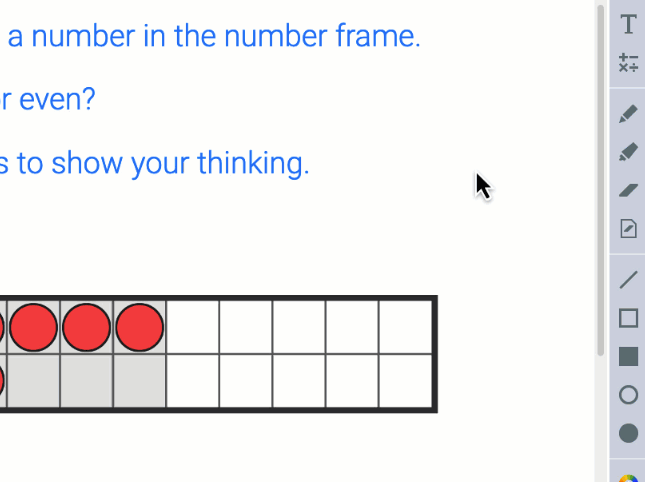 a number in the number frame.
r even?
s to show your thinking.
T